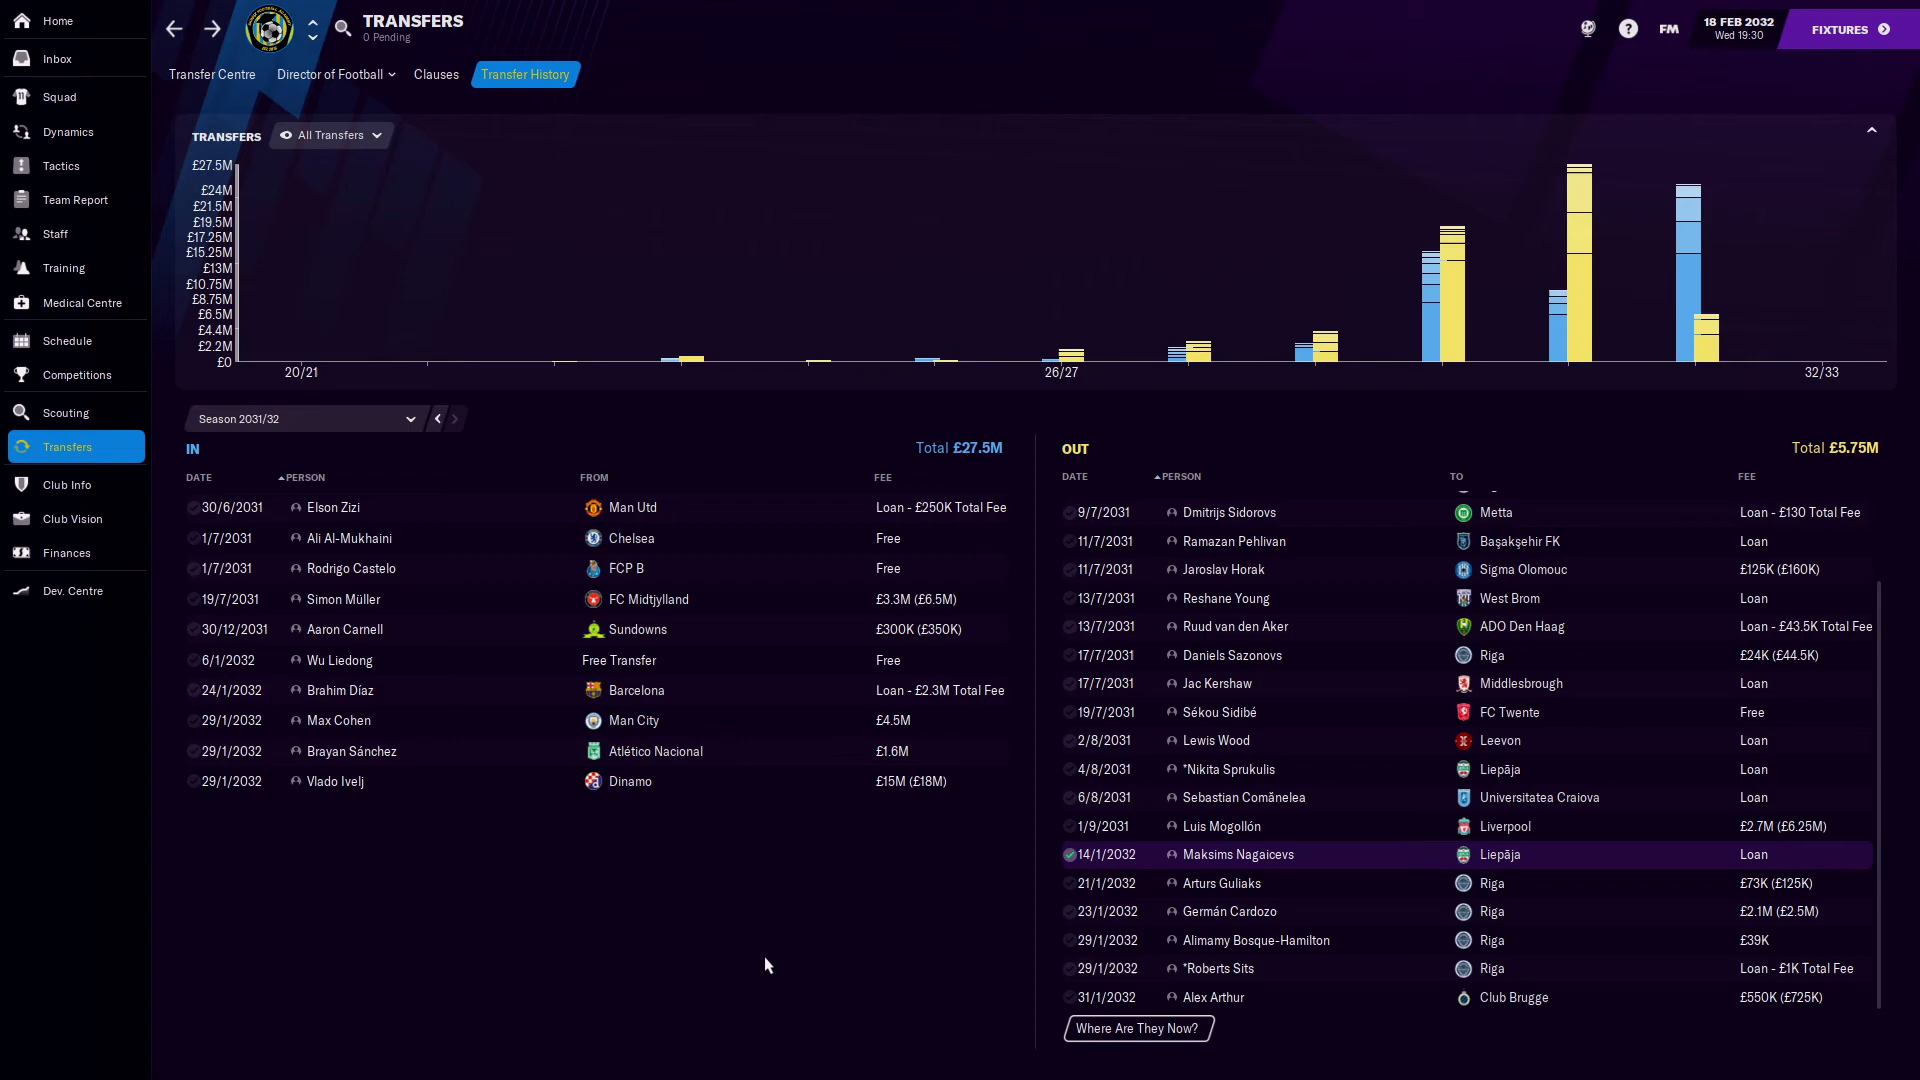 Home
TRANSFERS
0 Pending
18 FEB 2032
Wed 19:30
FM
FIXTURES
Inbox
Squad
Dynamics
Tactics
Team Report
Staff
Training
Medical Centre
Schedule
Competitions
Scouting
Transfers
Club Info
Club Vision
Finances
Dev. Centre
Transfer Centre
Director of Football
Clauses
Transfer History
TRANSFERS
All Transfers
£27.5M
£24M
£21.5M
£19.5M
£17.25M
£15.25M
£13M
£10.75M
£8.75M
£6.5M
£4.4M
£2.2M
£0
20/21
26/27
32/33
Season 2031/32
IN
Total £27.5M
DATE PERSON FROM FEE
30/6/2031 Elson Zizi Man Utd Loan - £250K Total Fee
1/7/2031 Ali Al-Mukhaini Chelsea Free
1/7/2031 Rodrigo Castelo FCP B Free
19/7/2031 Simon Müller FC Midtjylland £3.3M (£6.5M)
30/12/2031 Aaron Carnell Sundowns £300K (£350K)
6/1/2032 Wu Liedong Free Transfer Free
24/1/2032 Brahim Díaz Barcelona Loan - £2.3M Total Fee
29/1/2032 Max Cohen Man City £4.5M
29/1/2032 Brayan Sánchez Atlético Nacional £1.6M
29/1/2032 Vlado Ivelj Dinamo £15M (£18M)
OUT
Total £5.75M
DATE PERSON TO FEE
9/7/2031 Dmitrijs Sidorovs Metta Loan - £130 Total Fee
11/7/2031 Ramazan Pehlivan Başakşehir FK Loan
11/7/2031 Jaroslav Horak Sigma Olomouc £125K (£160K)
13/7/2031 Reshane Young West Brom Loan
13/7/2031 Ruud van den Aker ADO Den Haag Loan - £43.5K Total Fee
17/7/2031 Daniels Sazonovs Riga £24K (£44.5K)
17/7/2031 Jac Kershaw Middlesbrough Loan
19/7/2031 Sékou Sidibé FC Twente Free
2/8/2031 Lewis Wood Leevon Loan
4/8/2031 *Nikita Sprukulis Liepāja Loan
6/8/2031 Sebastian Comănelea Universitatea Craiova Loan
1/9/2031 Luis Mogollón Liverpool £2.7M (£6.25M)
14/1/2032 Maksims Nagaicevs Liepāja Loan
21/1/2032 Arturs Guliaks Riga £73K (£125K)
23/1/2032 Germán Cardozo Riga £2.1M (£2.5M)
29/1/2032 Alimamy Bosque-Hamilton Riga £39K
29/1/2032 *Roberts Sits Riga Loan - £1K Total Fee
31/1/2032 Alex Arthur Club Brugge £550K (£725K)
Where Are They Now?